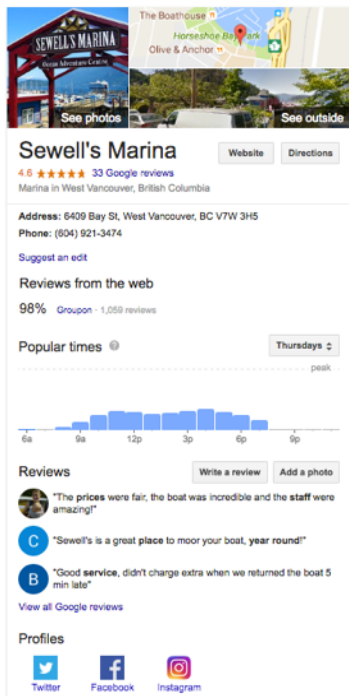 The Boathouse
Horseshoe Bay Park
Olive & Anchor
SEWELL'S MARINA
Ocean Adventure Centre
See photos
See outside
Sewell's Marina
Website
Directions
4.6 33 Google reviews
Marina in West Vancouver, British Columbia
Address: 6409 Bay St, West Vancouver, BC V7W 3H5
Phone: (604) 921-3474
Suggest an edit
Reviews from the web
98% Groupon - 1,059 reviews
Popular times
Thursdays
peak
6a 9a 12p 3p 6p 9p
Reviews
Write a review
Add a photo
"The prices were fair, the boat was incredible and the staff were
amazing!"
C
"Sewell's is a great place to moor your boat, year round!"
B
"Good service, didn't charge extra when we returned the boat 5
min late"
View all Google reviews
Profiles
Twitter Facebook Instagram